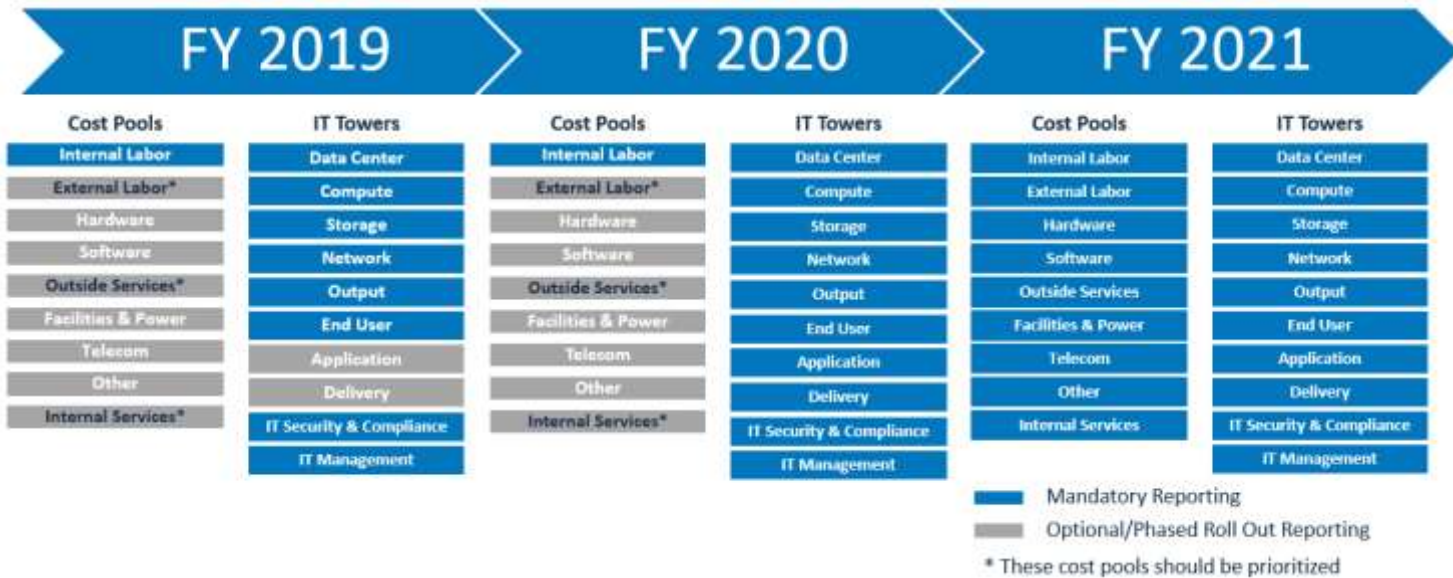 FY 2019
FY 2020
FY 2021
Cost Pools
Internal Labor
External Labor*
Hardware
Software
Outside Services*
Facilities & Power
Telecom
Other
Internal Services*
IT Towers
Data Center
Compute
Storage
Network
Output
End User
Application
Delivery
IT Security & Compliance
IT Management
Cost Pools
Internal Labor
External Labor*
Hardware
Software
Outside Services*
Facilities & Power
Telecom
Other
Internal Services*
IT Towers
Data Center
Compute
Storage
Network
Output
End User
Application
Delivery
IT Security & Compliance
IT Management
Cost Pools
Internal Labor
External Labor
Hardware
Software
Outside Services
Facilities & Power
Telecom
Other
Internal Services
IT Towers
Data Center
Compute
Storage
Network
Output
End User
Application
Delivery
IT Security & Compliance
IT Management
Mandatory Reporting
Optional/Phased Roll Out Reporting
* These cost pools should be prioritized